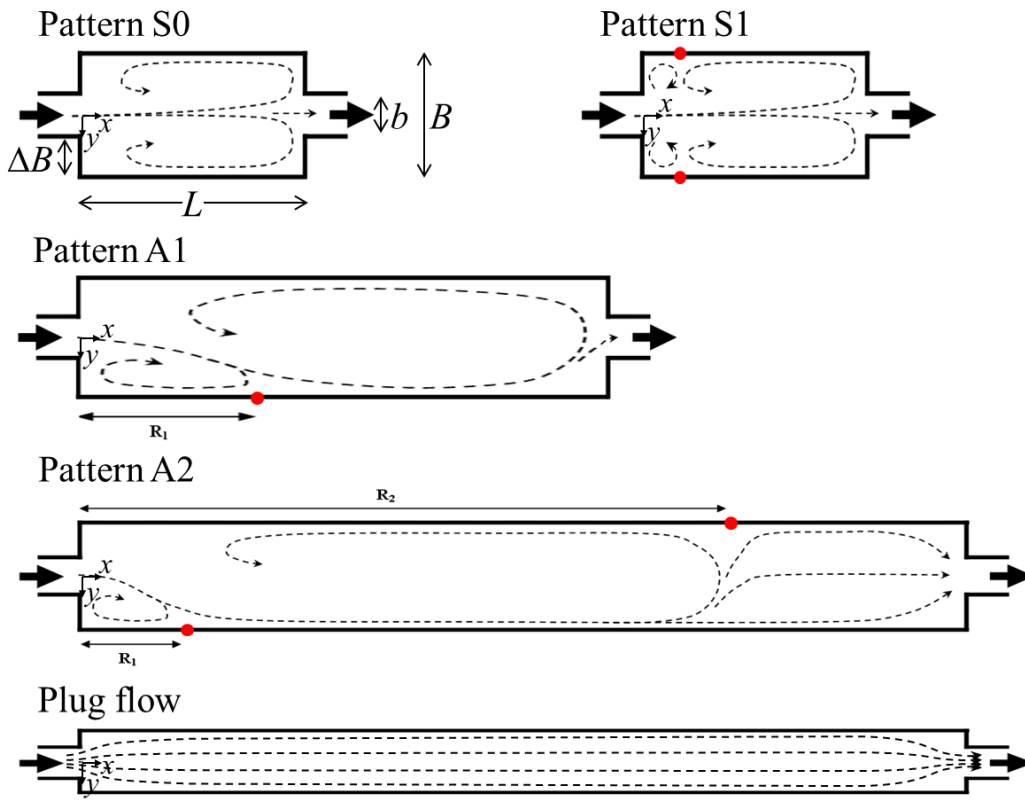 Pattern S0
Pattern S1
x
y
b
B
ΔB
L
x
y
Pattern A1
x
y
R₁
Pattern A2
R₂
x
y
R₁
Plug flow
x
y